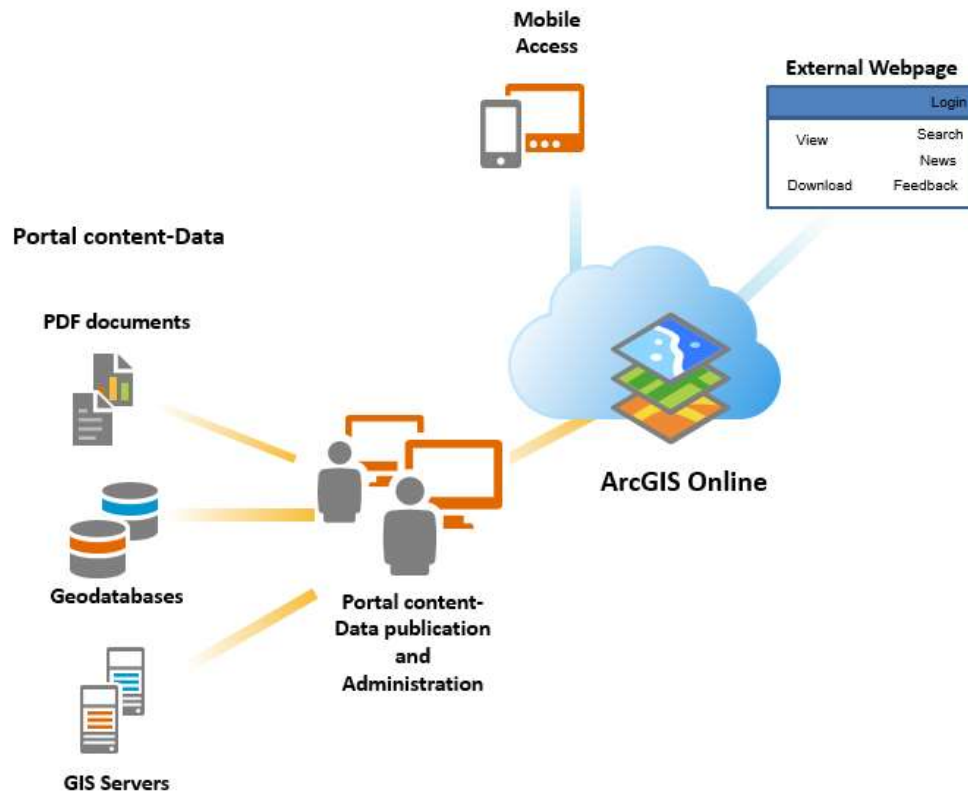 Mobile
Access
External Webpage
Login
View
Search
News
Download
Feedback
Portal content-Data
PDF documents
ArcGIS Online
Geodatabases
Portal content-
Data publication
and
Administration
GIS Servers